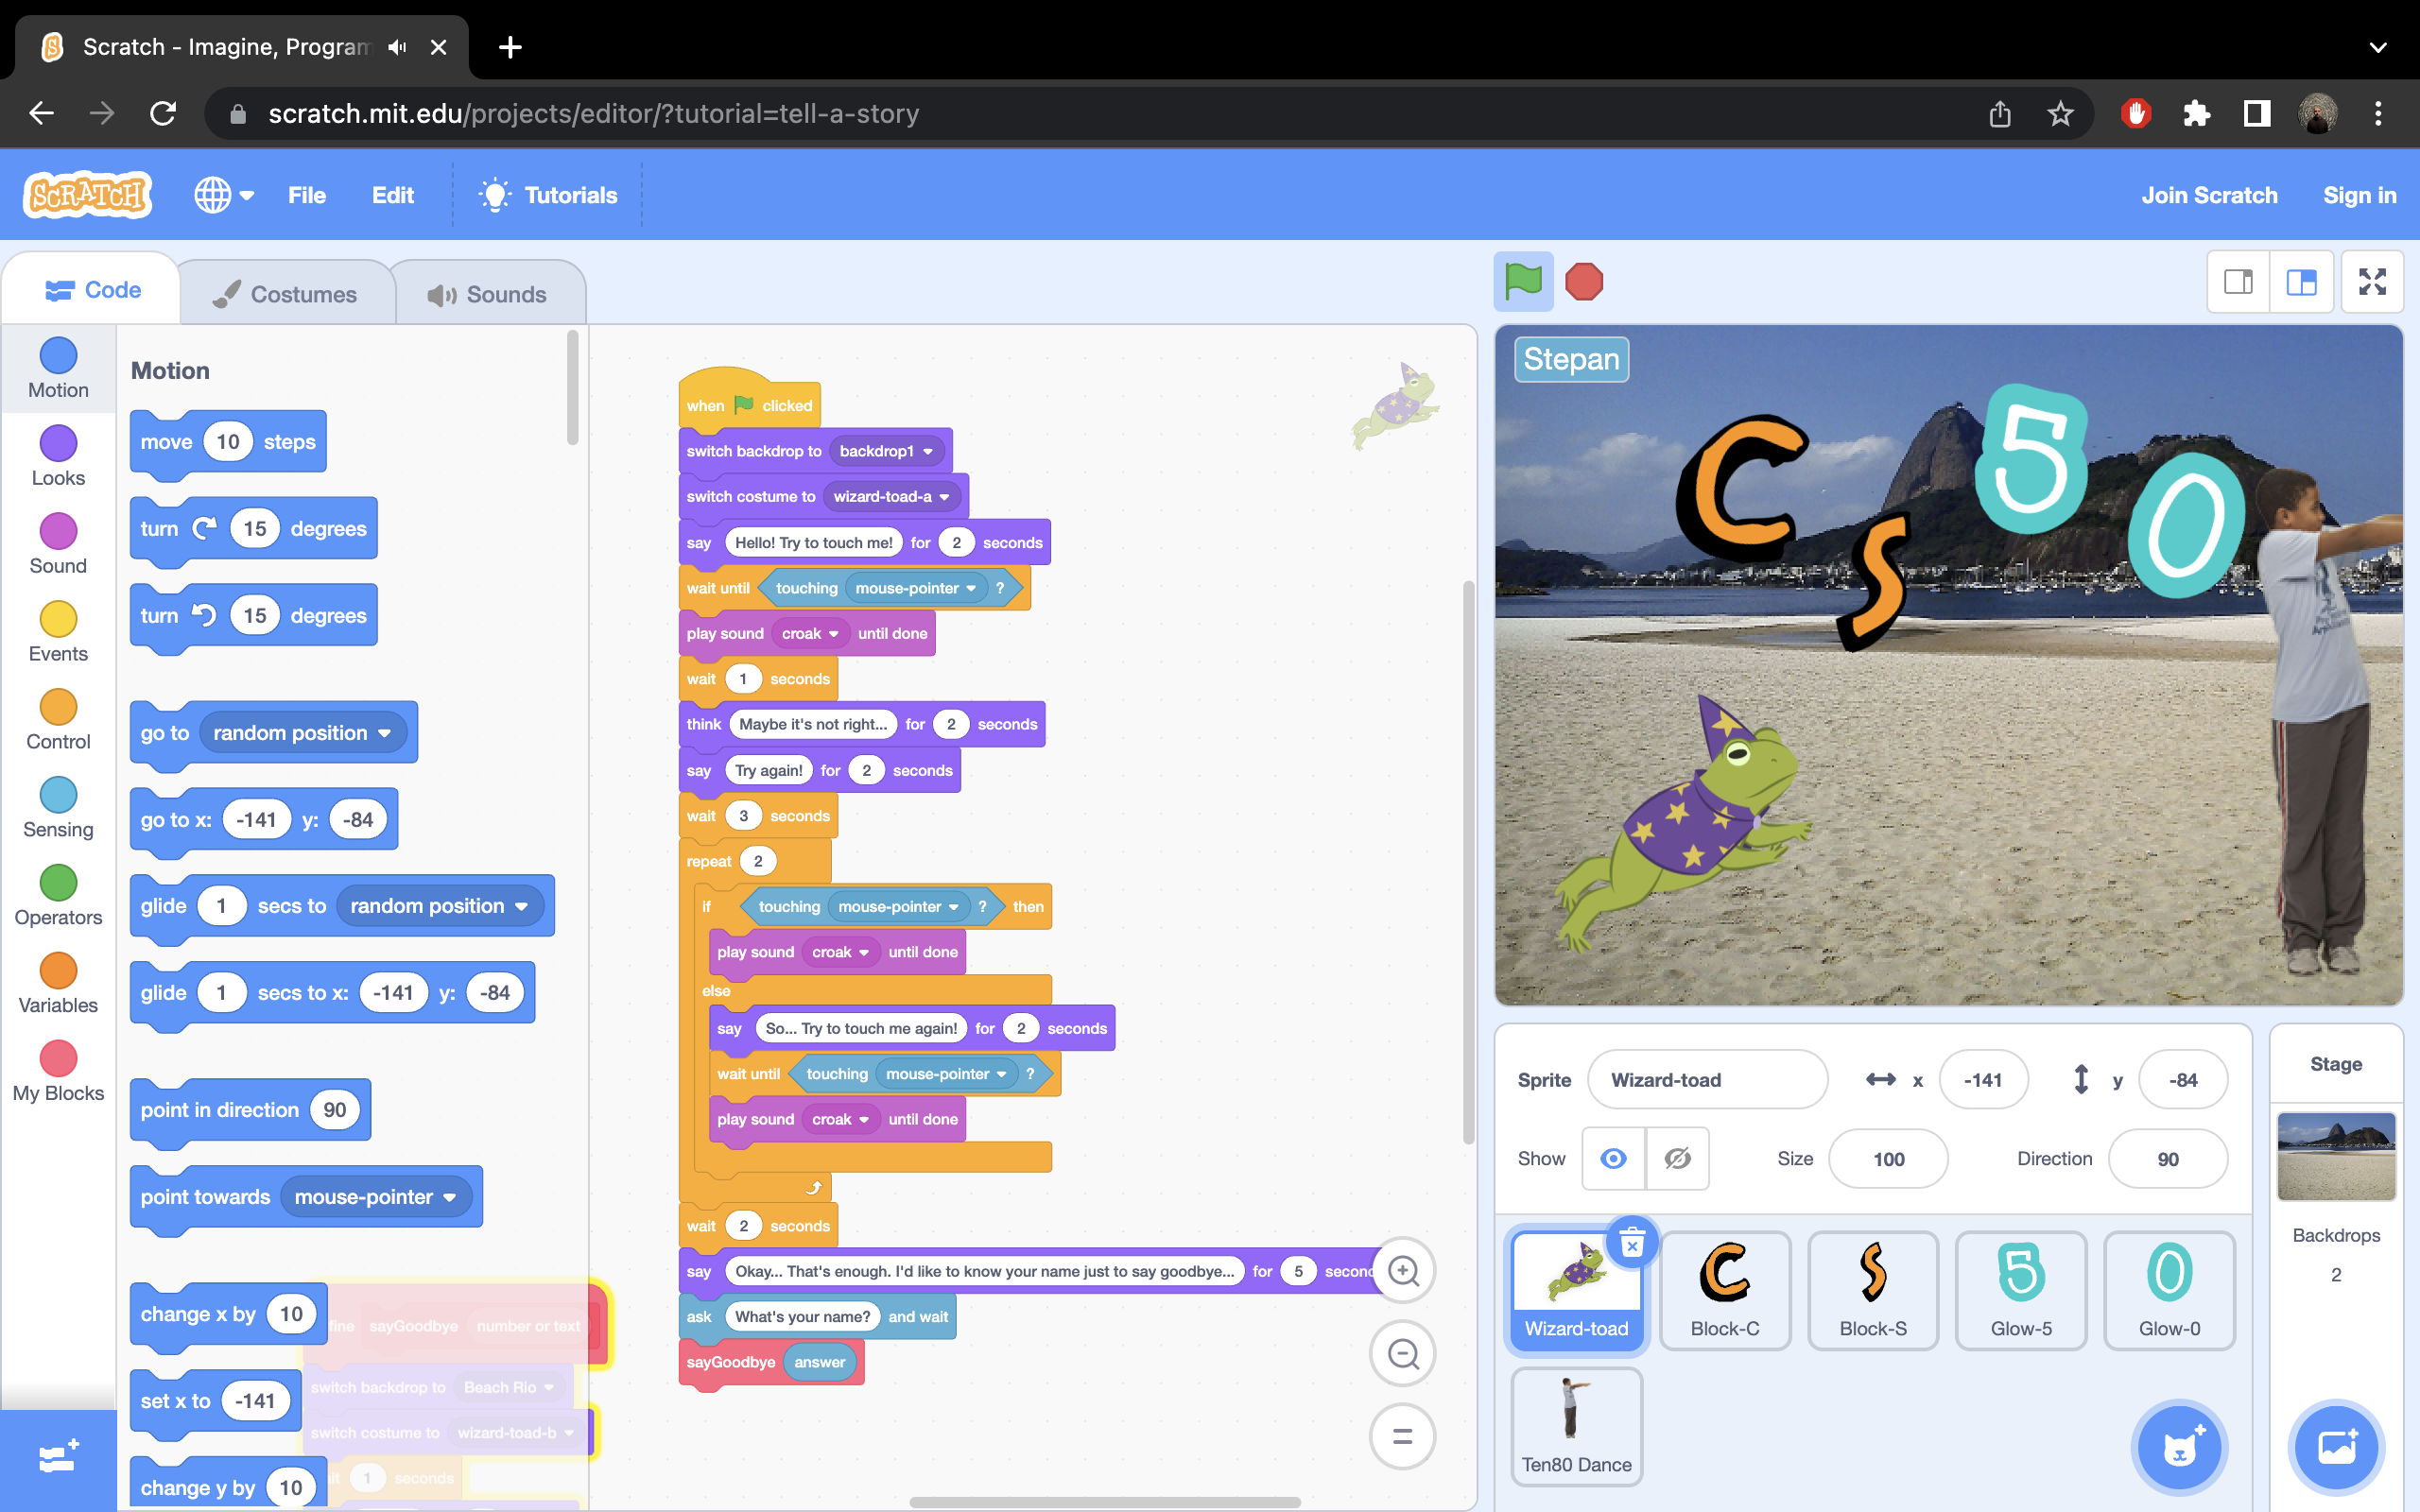 Scratch - Imagine, Program
scratch.mit.edu/projects/editor/?tutorial=tell-a-story
SCRATCH
File
Edit
Tutorials
Join Scratch
Sign in
Code
Costumes
Sounds
Motion
Looks
Sound
Events
Control
Sensing
Operators
Variables
My Blocks
Motion
move 10 steps
turn 15 degrees
turn 15 degrees
go to random position
go to x: -141 y: -84
glide 1 secs to random position
glide 1 secs to x: -141 y: -84
point in direction 90
point towards mouse-pointer
change x by 10
set x to -141
change y by 10
sayGoodbye number or text
switch backdrop to Beach Rio
switch costume to wizard-toad-b
1 seconds
when clicked
switch backdrop to backdrop1
switch costume to wizard-toad-a
say Hello! Try to touch me! for 2 seconds
wait until touching mouse-pointer ?
play sound croak until done
wait 1 seconds
think Maybe it's not right... for 2 seconds
say Try again! for 2 seconds
wait 3 seconds
repeat 2
if touching mouse-pointer ? then
play sound croak until done
else
say So... Try to touch me again! for 2 seconds
wait until touching mouse-pointer ?
play sound croak until done
wait 2 seconds
say Okay... That's enough. I'd like to know your name just to say goodbye... for 5 second
ask What's your name? and wait
sayGoodbye answer
Stepan
C S 5 0
Sprite Wizard-toad x -141 y -84
Show Size 100 Direction 90
Wizard-toad
C
Block-C
S
Block-S
5
Glow-5
0
Glow-0
Ten80 Dance
Stage
Backdrops
2